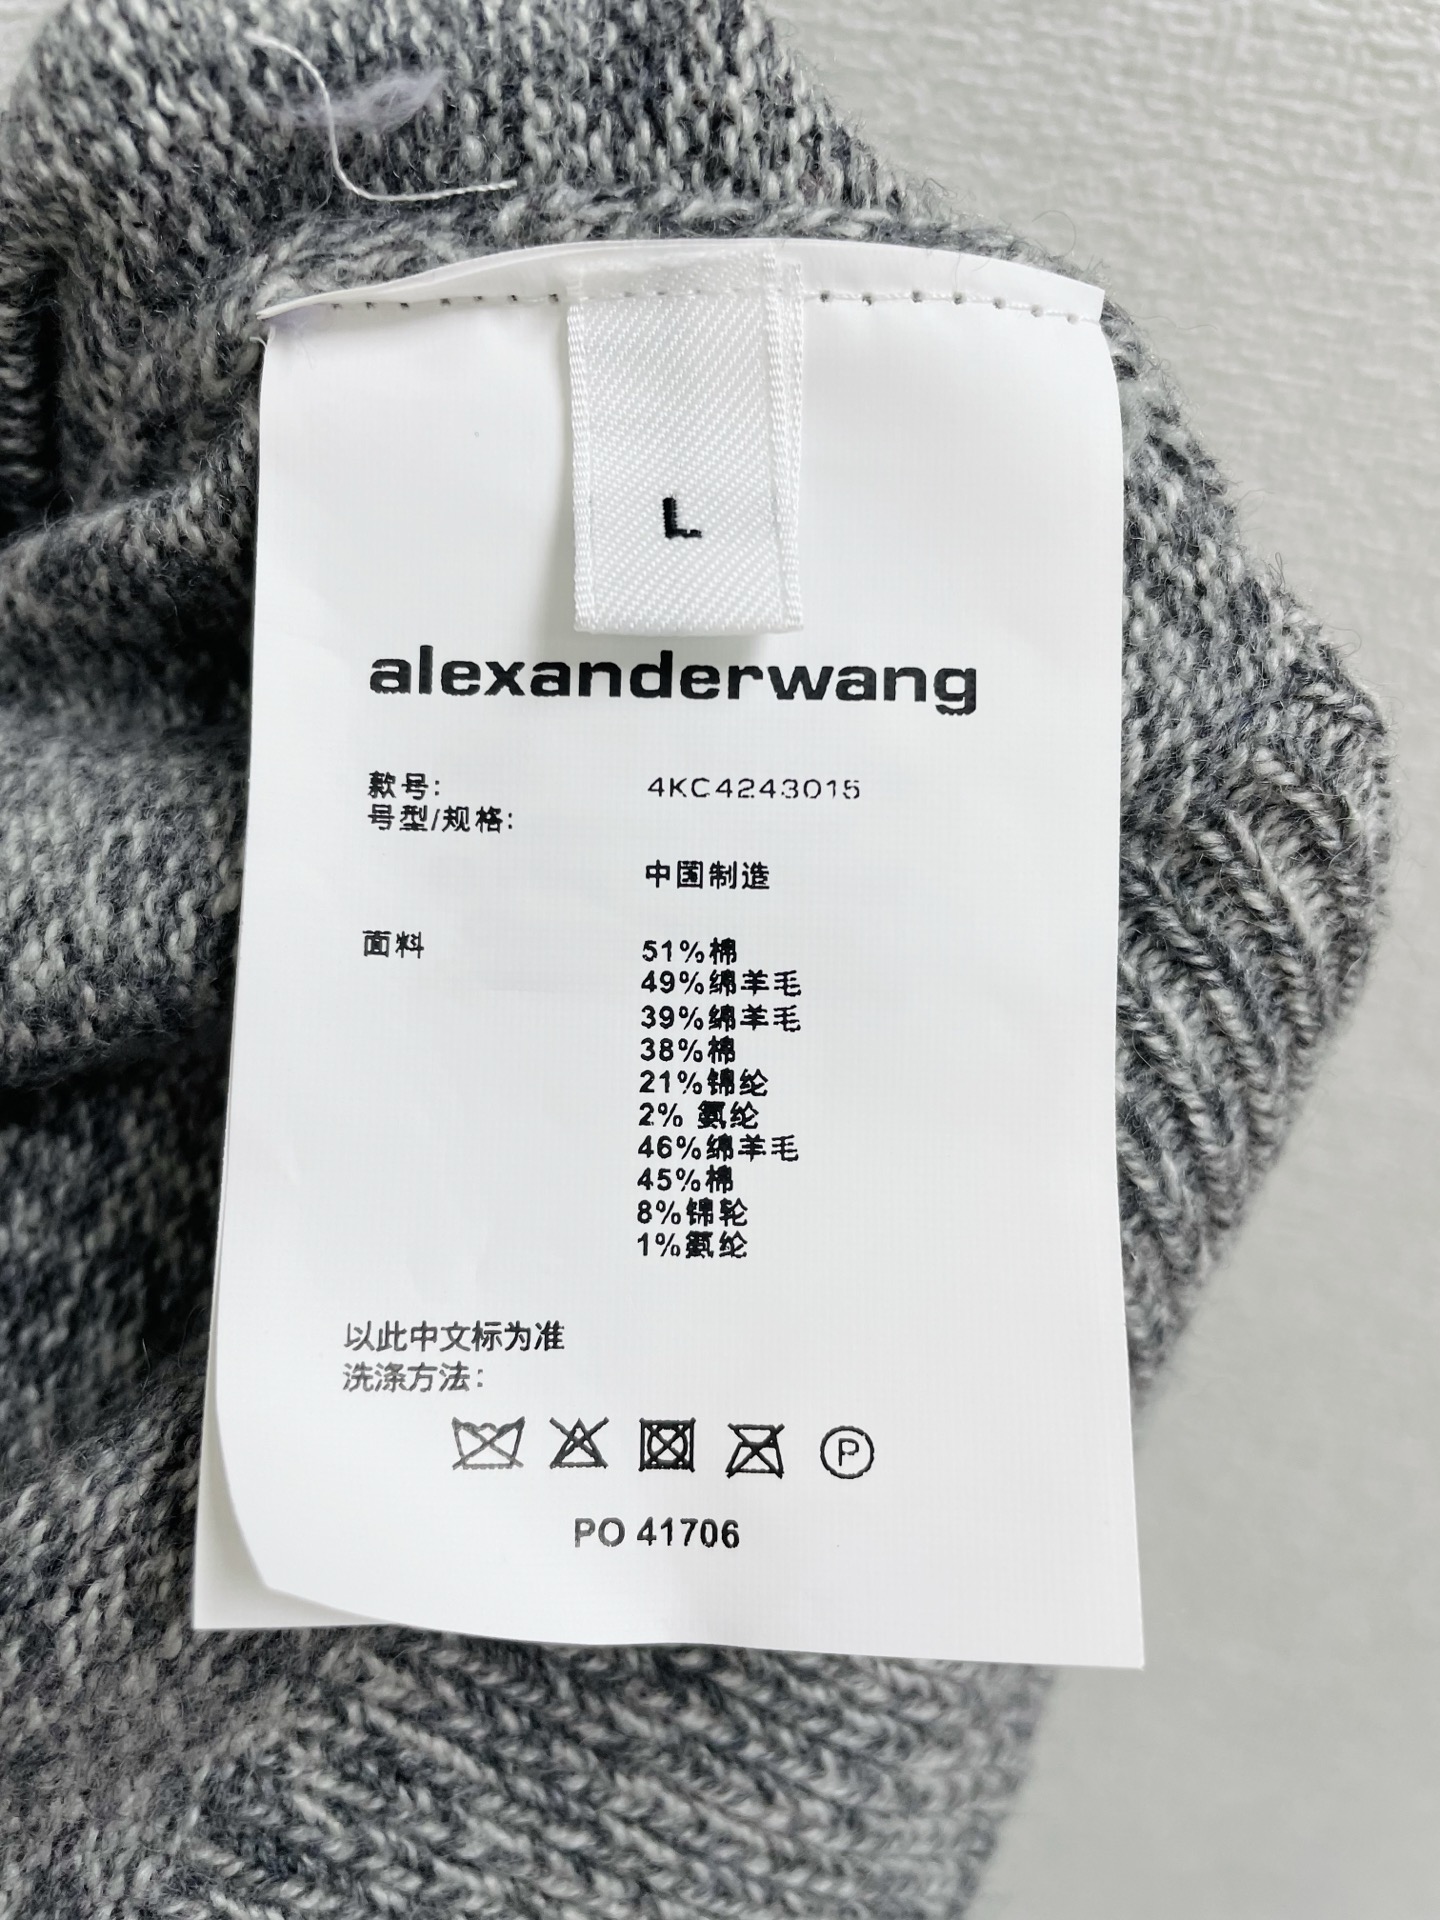 L
alexanderwang
款号: 4KC4243015
号型/规格:
中国制造
面料 51%棉
49%绵羊毛
39%绵羊毛
38%棉
21%锦纶
2% 氨纶
46%绵羊毛
45%棉
8%锦轮
1%氨纶
以此中文标为准
洗涤方法:
P
PO 41706